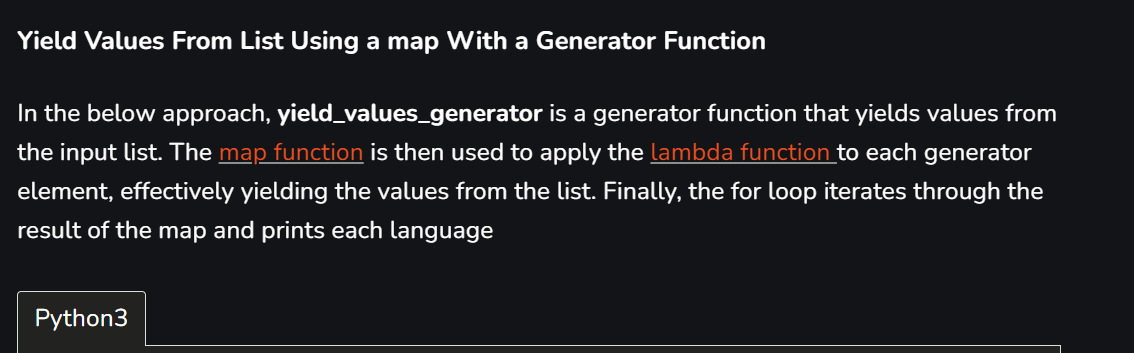 Yield Values From List Using a map With a Generator Function
In the below approach, yield_values_generator is a generator function that yields values from
the input list. The map function is then used to apply the lambda function to each generator
element, effectively yielding the values from the list. Finally, the for loop iterates through the
result of the map and prints each language
Python3